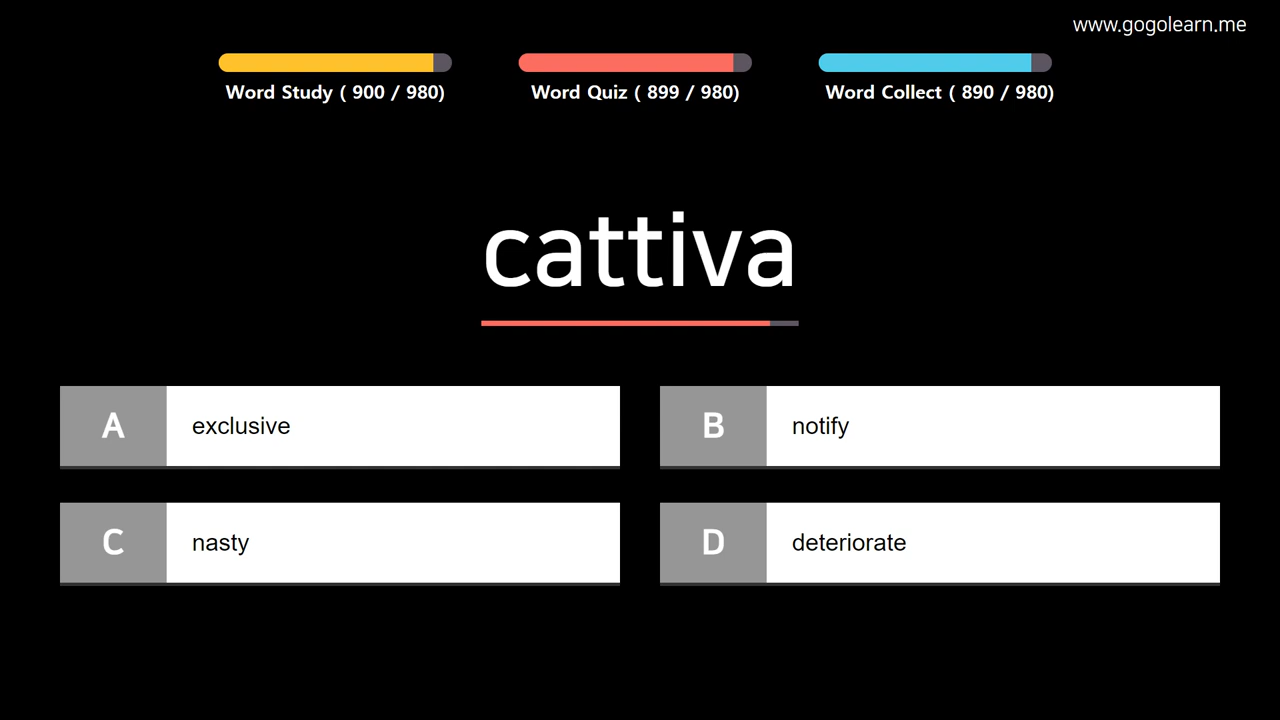 www.gogolearn.me
Word Study ( 900 / 980)
Word Quiz ( 899 / 980)
Word Collect ( 890 / 980)
cattiva
A exclusive
B notify
C nasty
D deteriorate